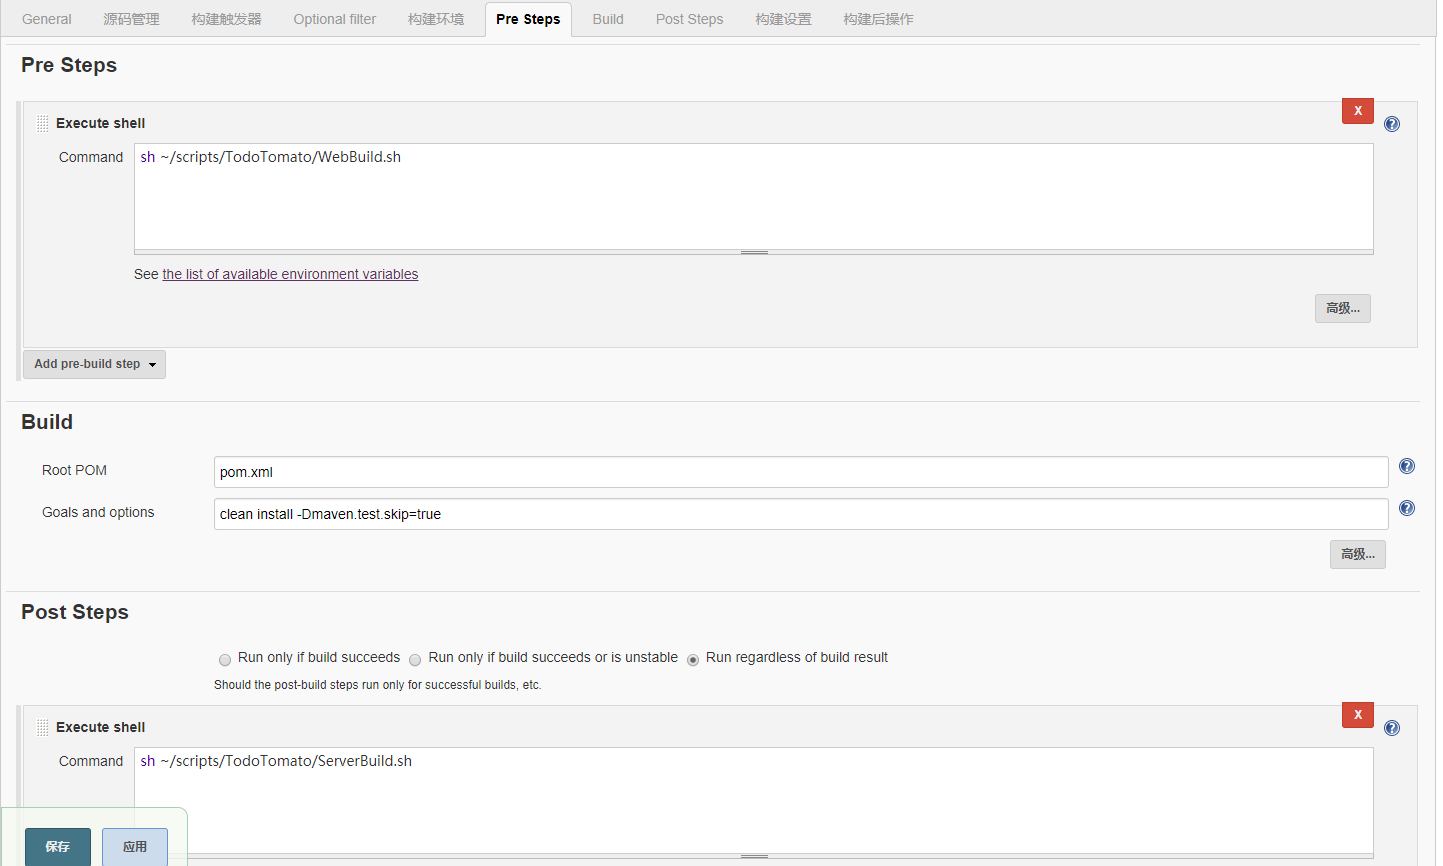 General 源码管理 构建触发器 Optional filter 构建环境 Pre Steps Build Post Steps 构建设置 构建后操作
Pre Steps
X
Execute shell
Command sh ~/scripts/TodoTomato/WebBuild.sh
See the list of available environment variables
高级...
Add pre-build step
Build
Root POM pom.xml
Goals and options clean install -Dmaven.test.skip=true
高级...
Post Steps
Run only if build succeeds Run only if build succeeds or is unstable Run regardless of build result
Should the post-build steps run only for successful builds, etc.
X
Execute shell
Command sh ~/scripts/TodoTomato/ServerBuild.sh
保存 应用